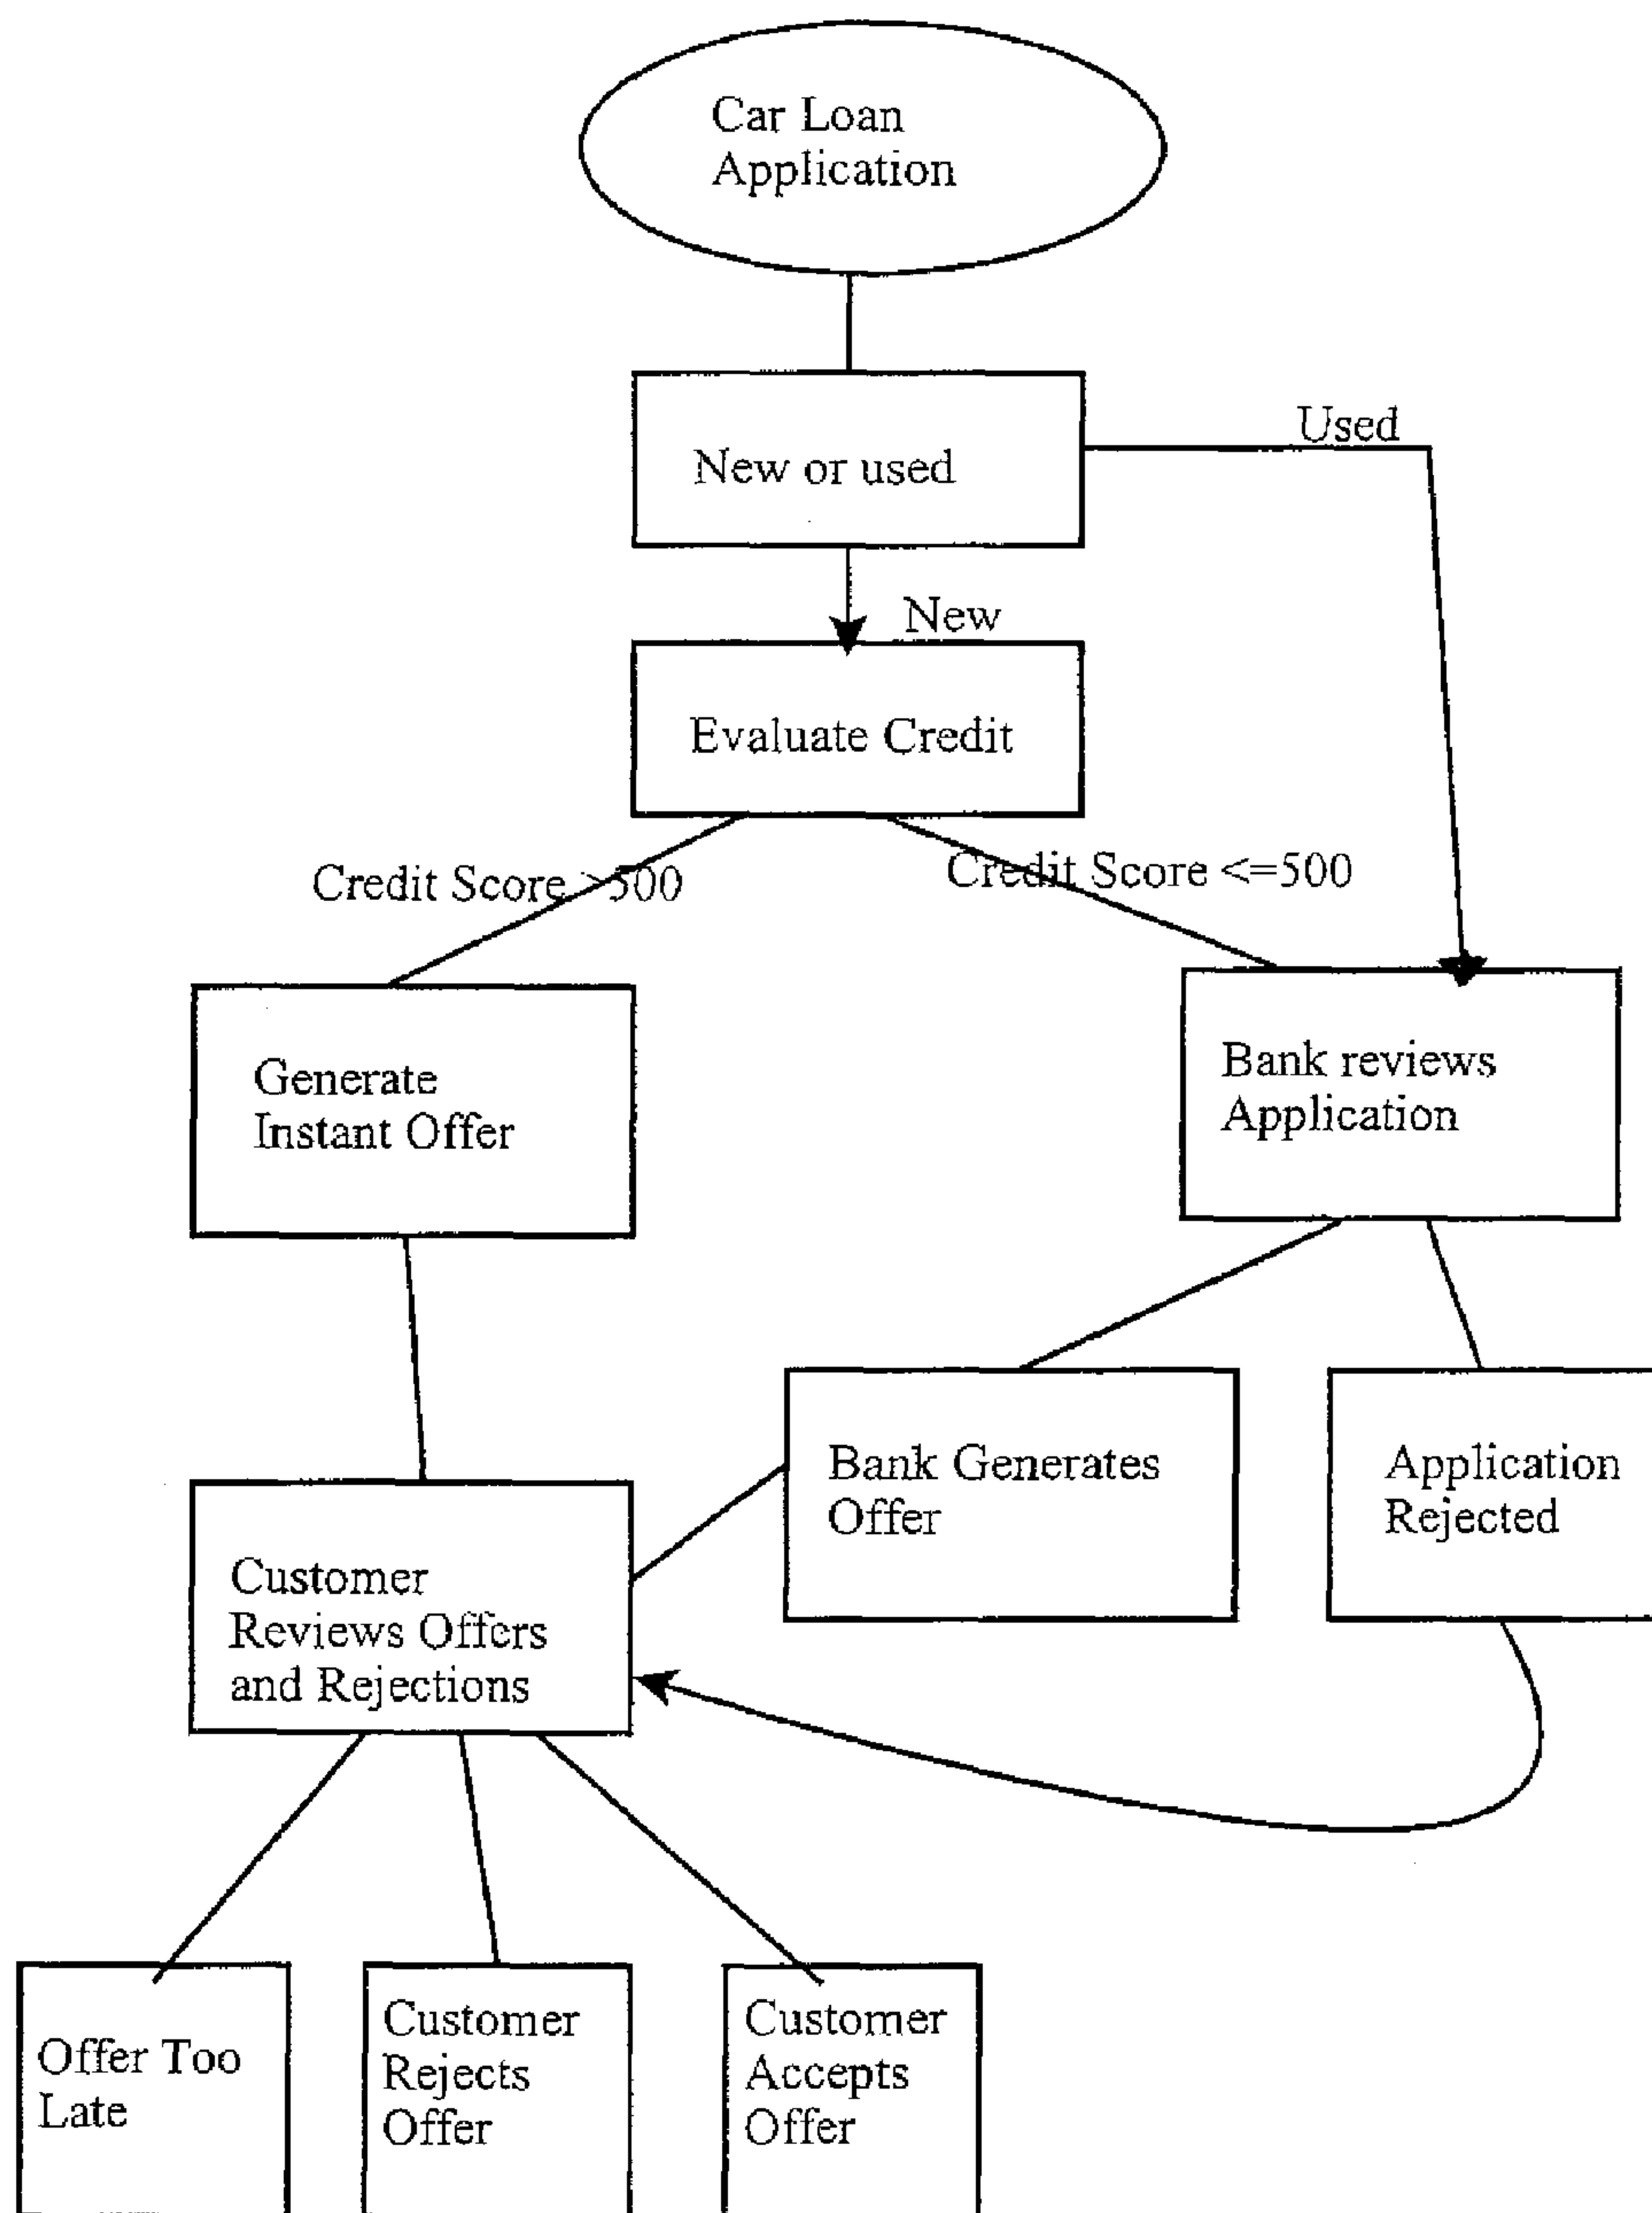 Car Loan
Application
New or used
Used
New
Evaluate Credit
Credit Score >500
Credit Score <=500
Generate
Instant Offer
Bank reviews
Application
Bank Generates
Offer
Application
Rejected
Customer
Reviews Offers
and Rejections
Offer Too
Late
Customer
Rejects
Offer
Customer
Accepts
Offer